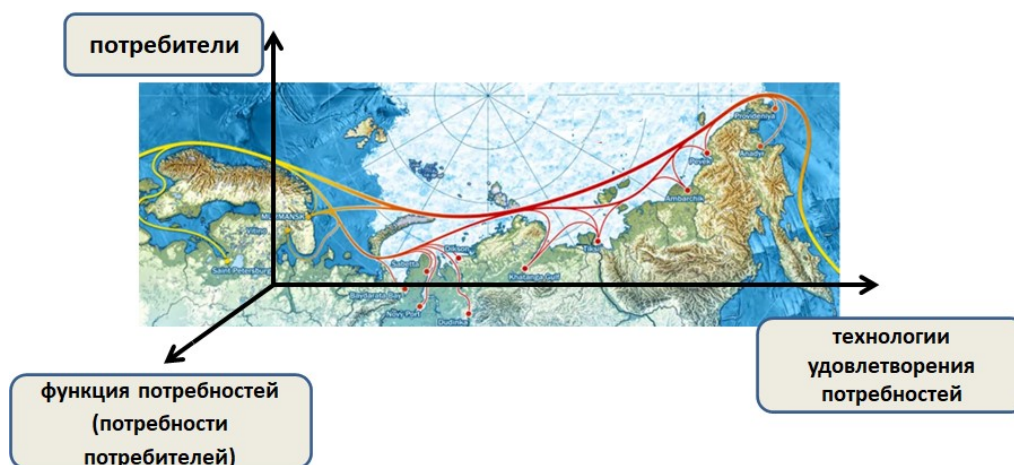 потребители
Provideniya
Anadyr
Pevek
Ambarchik
MURMANSK
Tiksi
Dikson
Saint-Petersburg
Sabetta
Khatanga Gulf
Baydarata Bay
Novy Port
Dudinka
технологии
удовлетворения
потребностей
функция потребностей
(потребности
потребителей)